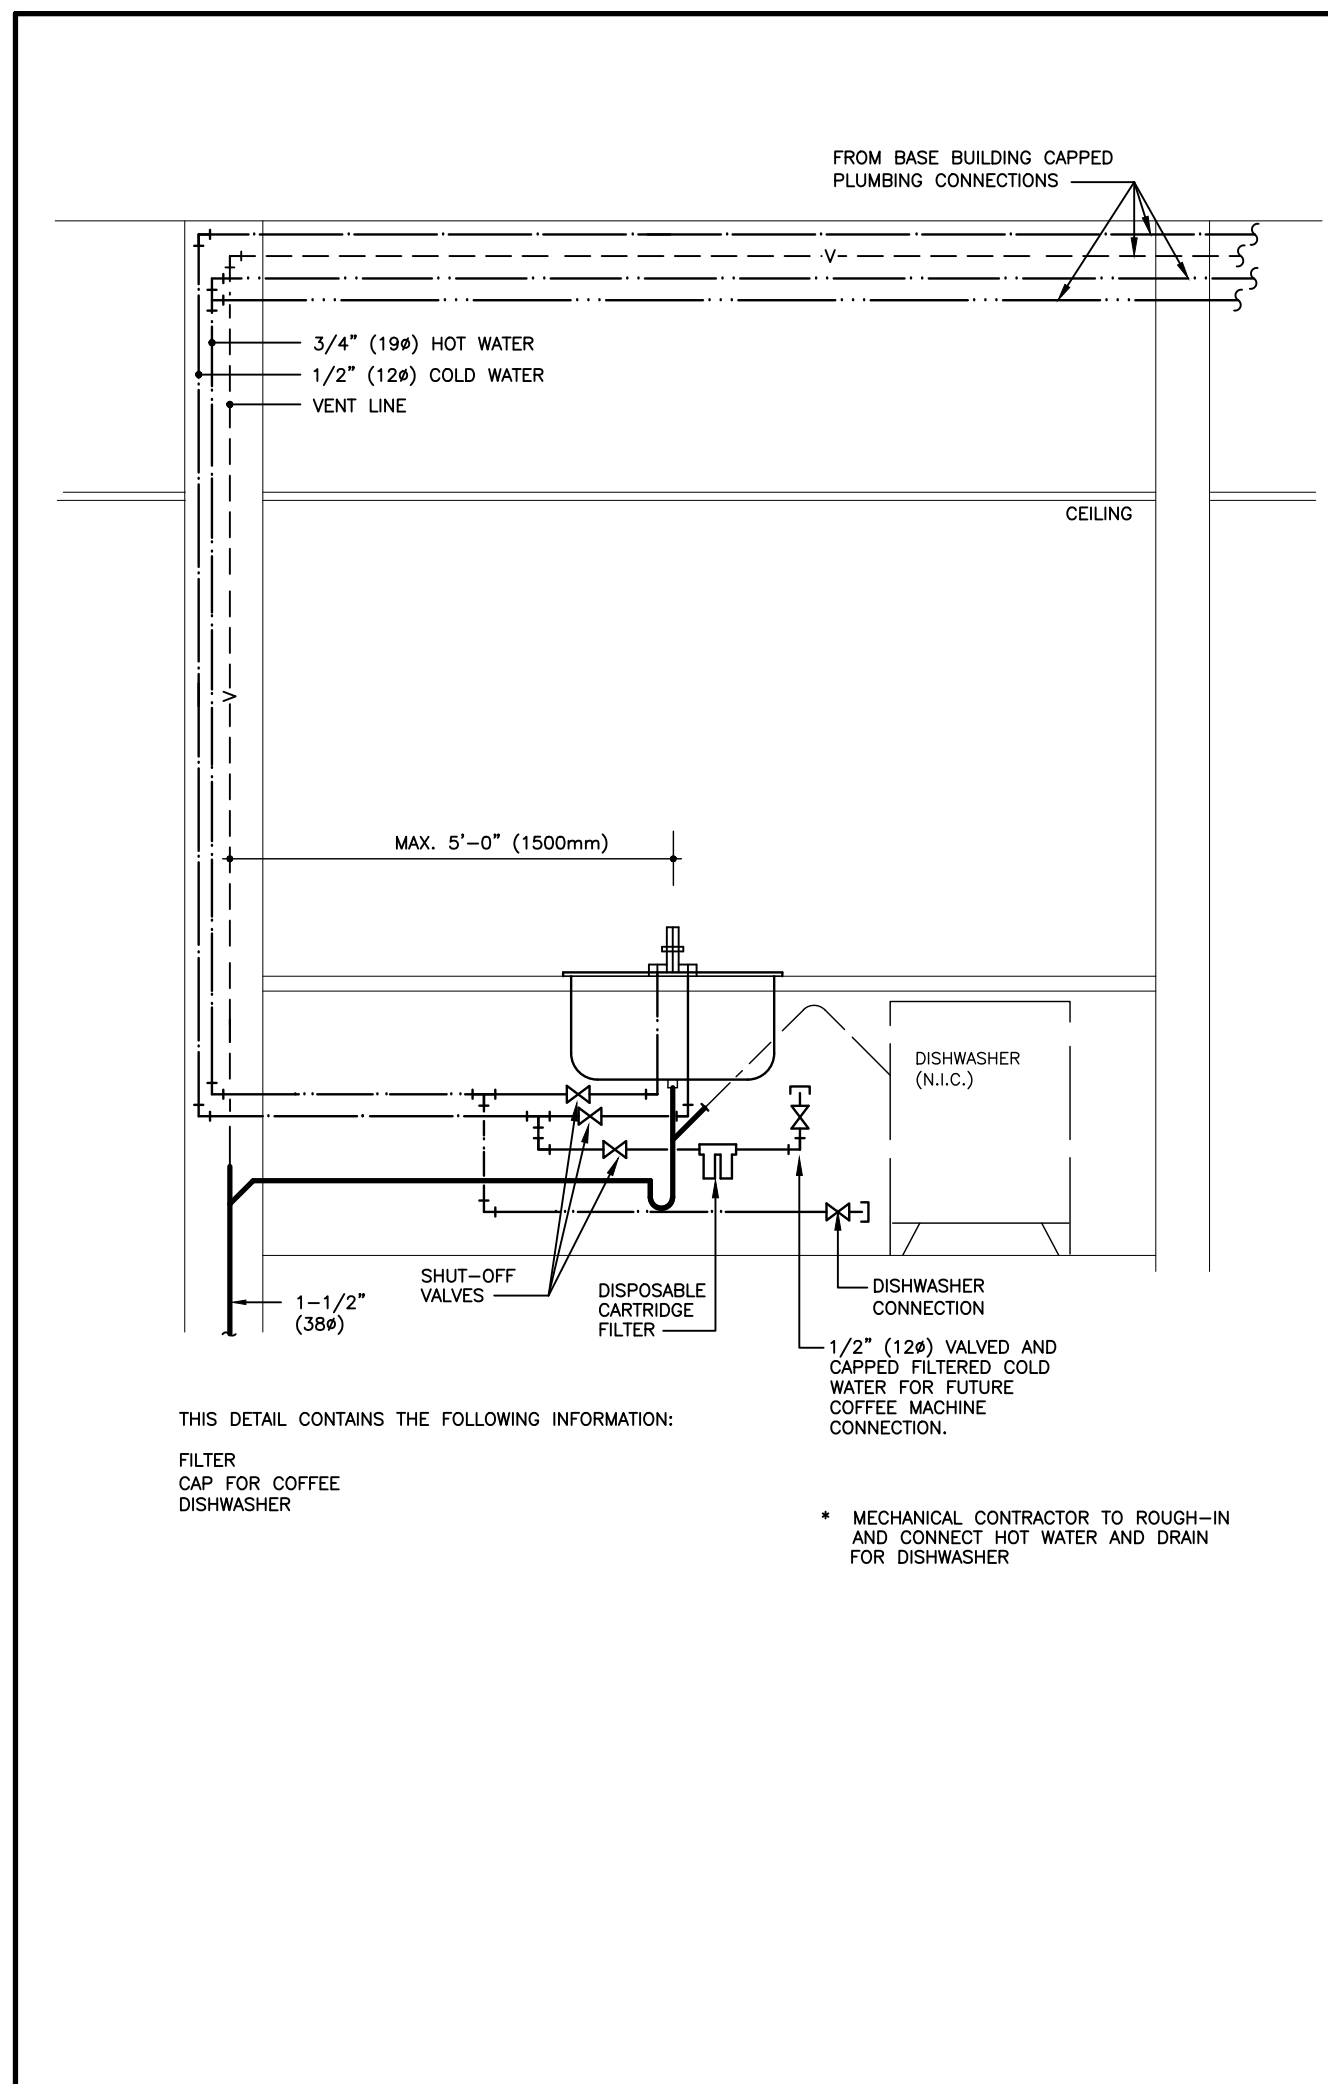 FROM BASE BUILDING CAPPED
PLUMBING CONNECTIONS
V
3/4" (19ø) HOT WATER
1/2" (12ø) COLD WATER
VENT LINE
CEILING
V
MAX. 5'-0" (1500mm)
DISHWASHER
(N.I.C.)
SHUT-OFF
VALVES
DISPOSABLE
CARTRIDGE
FILTER
DISHWASHER
CONNECTION
1-1/2"
(38ø)
1/2" (12ø) VALVED AND
CAPPED FILTERED COLD
WATER FOR FUTURE
COFFEE MACHINE
CONNECTION.
THIS DETAIL CONTAINS THE FOLLOWING INFORMATION:
FILTER
CAP FOR COFFEE
DISHWASHER
* MECHANICAL CONTRACTOR TO ROUGH-IN
AND CONNECT HOT WATER AND DRAIN
FOR DISHWASHER